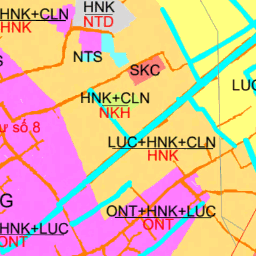 HNK
HNK+CLN
HNK
NTD
NTS
SKC
LUC
HNK+CLN
NKH
ư số 8
LUC+HNK+CLN
HNK
G
ONT+HNK+LUC
ONT
HNK+LUC
ONT